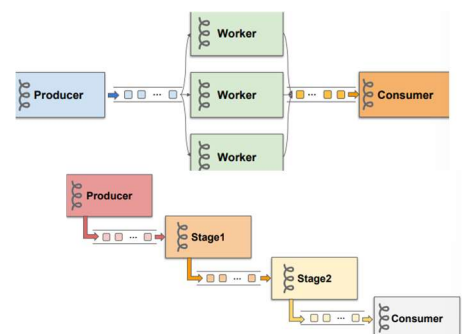 Worker
Producer
...
Worker
...
Consumer
Worker
Producer
...
Stage1
...
Stage2
...
Consumer